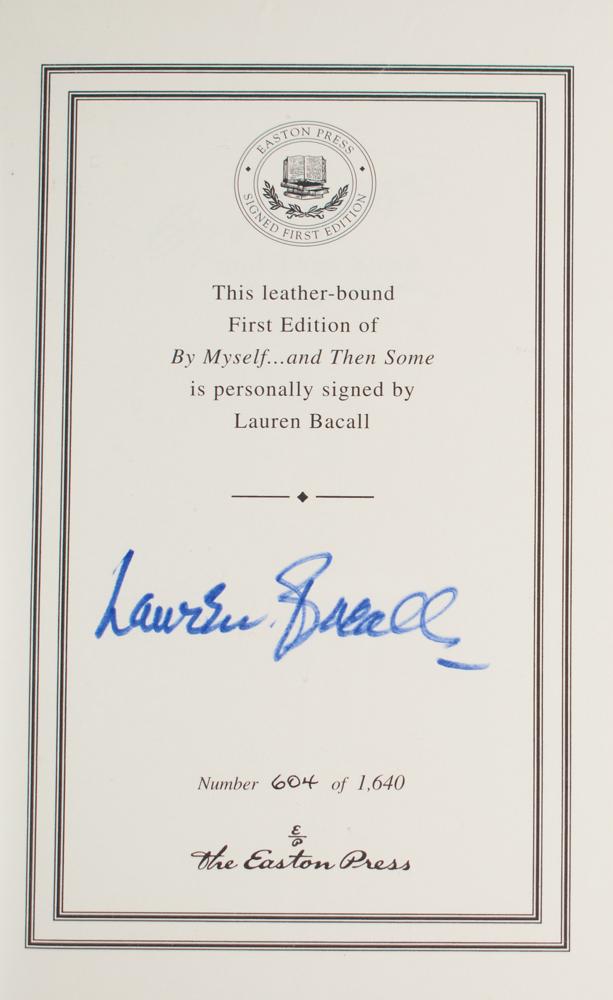 EASTON PRESS
SIGNED FIRST EDITION
This leather-bound
First Edition of
By Myself...and Then Some
is personally signed by
Lauren Bacall
Lauren Bacall
Number 604 of 1,640
E
P
The Easton Press